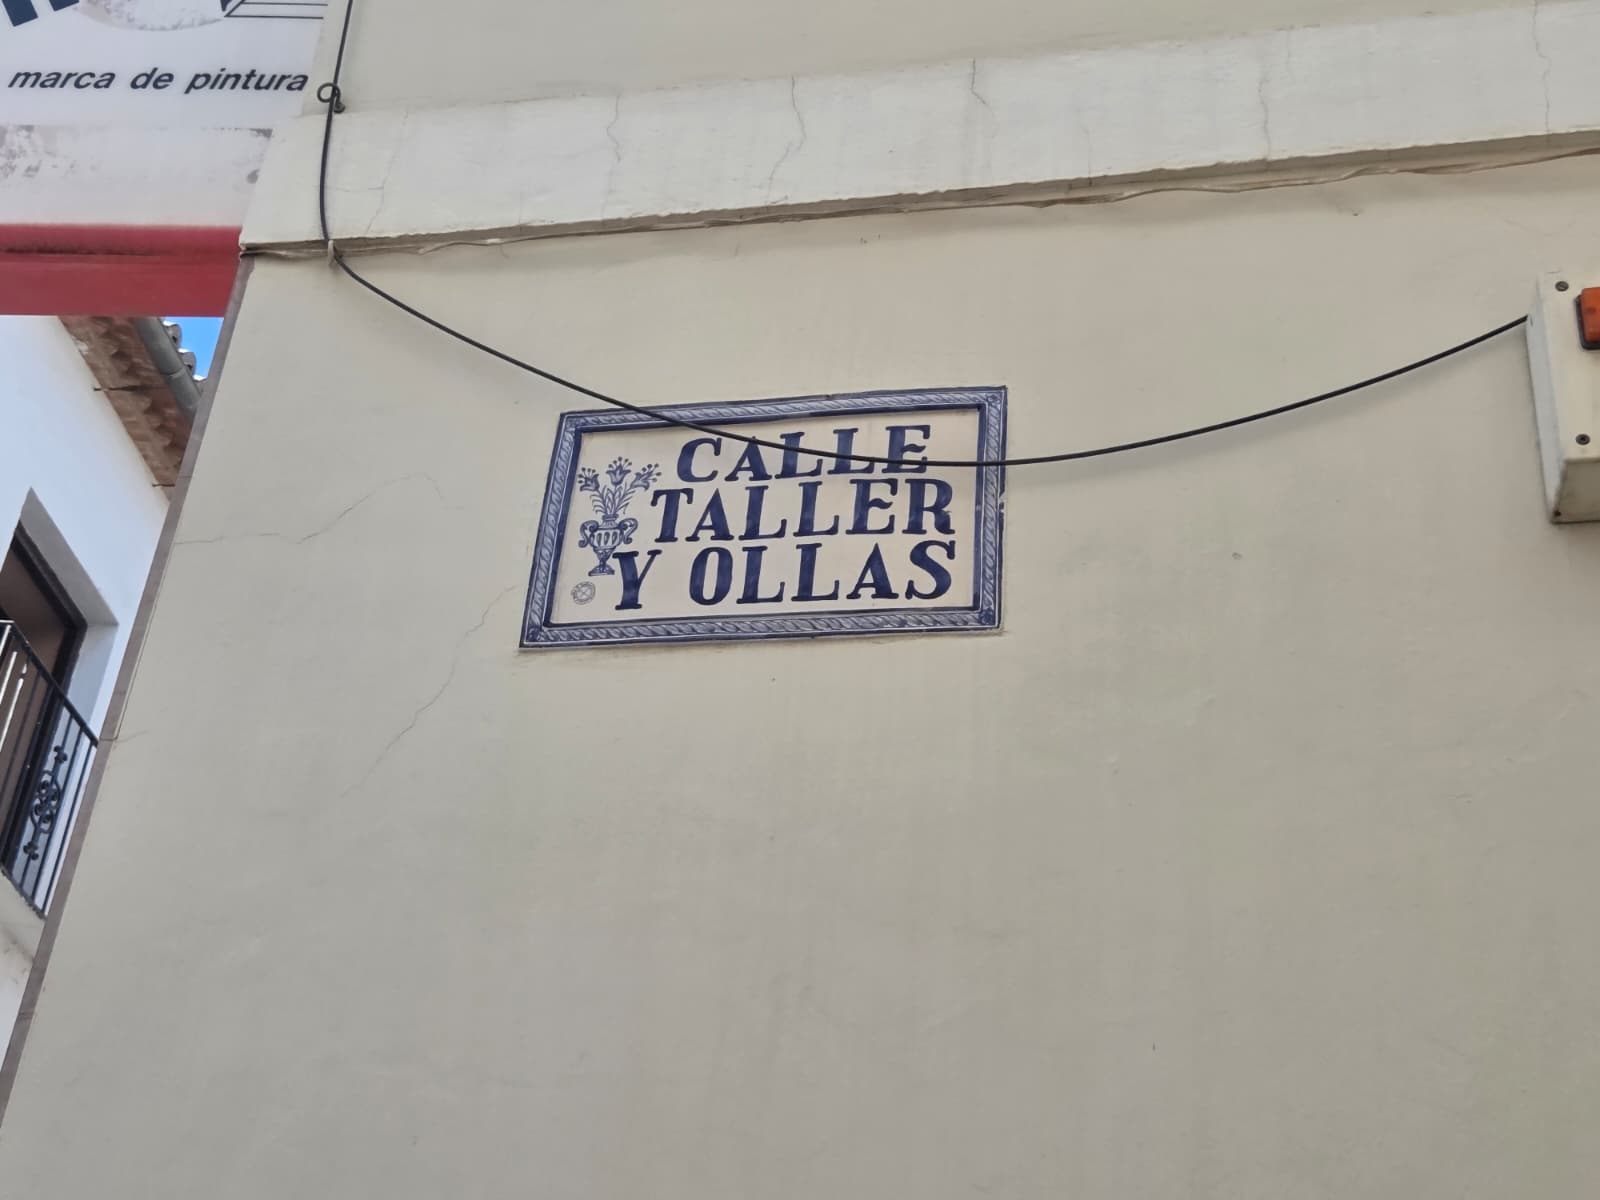 marca de pintura
CALLE
TALLER
Y OLLAS